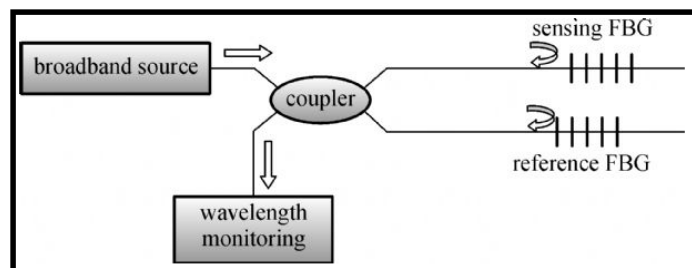 sensing FBG
broadband source
coupler
reference FBG
wavelength
monitoring